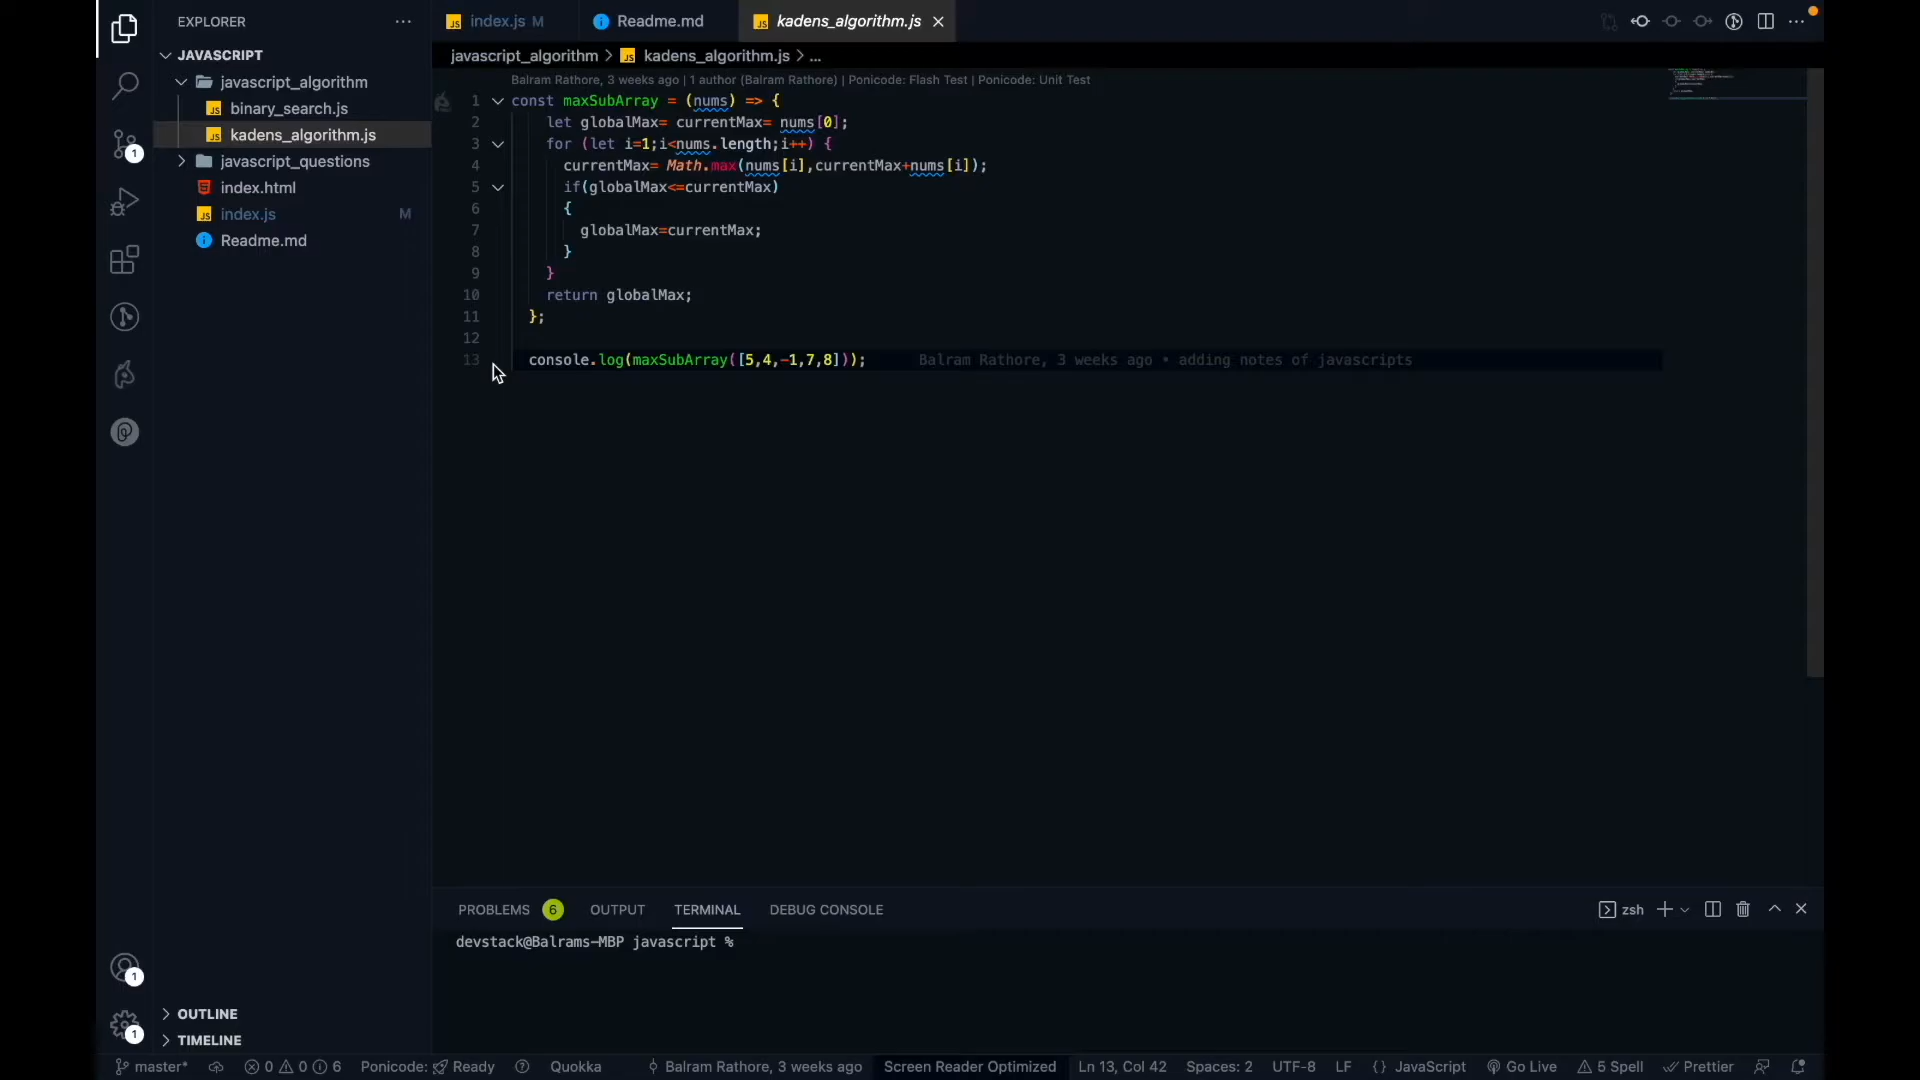 EXPLORER
JAVASCRIPT
javascript_algorithm
binary_search.js
kadens_algorithm.js
javascript_questions
index.html
index.js M
Readme.md
OUTLINE
TIMELINE
index.js M Readme.md kadens_algorithm.js
javascript_algorithm > kadens_algorithm.js > ...
Balram Rathore, 3 weeks ago | 1 author (Balram Rathore) | Ponicode: Flash Test | Ponicode: Unit Test
1 const maxSubArray = (nums) => {
2 let globalMax= currentMax= nums[0];
3 for (let i=1;i<nums.length;i++) {
4 currentMax= Math.max(nums[i],currentMax+nums[i]);
5 if(globalMax<=currentMax)
6 {
7 globalMax=currentMax;
8 }
9 }
10 return globalMax;
11 };
12
13 console.log(maxSubArray([5,4,-1,7,8])); Balram Rathore, 3 weeks ago • adding notes of javascripts
PROBLEMS 6 OUTPUT TERMINAL DEBUG CONSOLE zsh
devstack@Balrams-MBP javascript %
1
1
1
master* 0 0 6 Ponicode: Ready Quokka Balram Rathore, 3 weeks ago Screen Reader Optimized Ln 13, Col 42 Spaces: 2 UTF-8 LF {} JavaScript Go Live 5 Spell Prettier